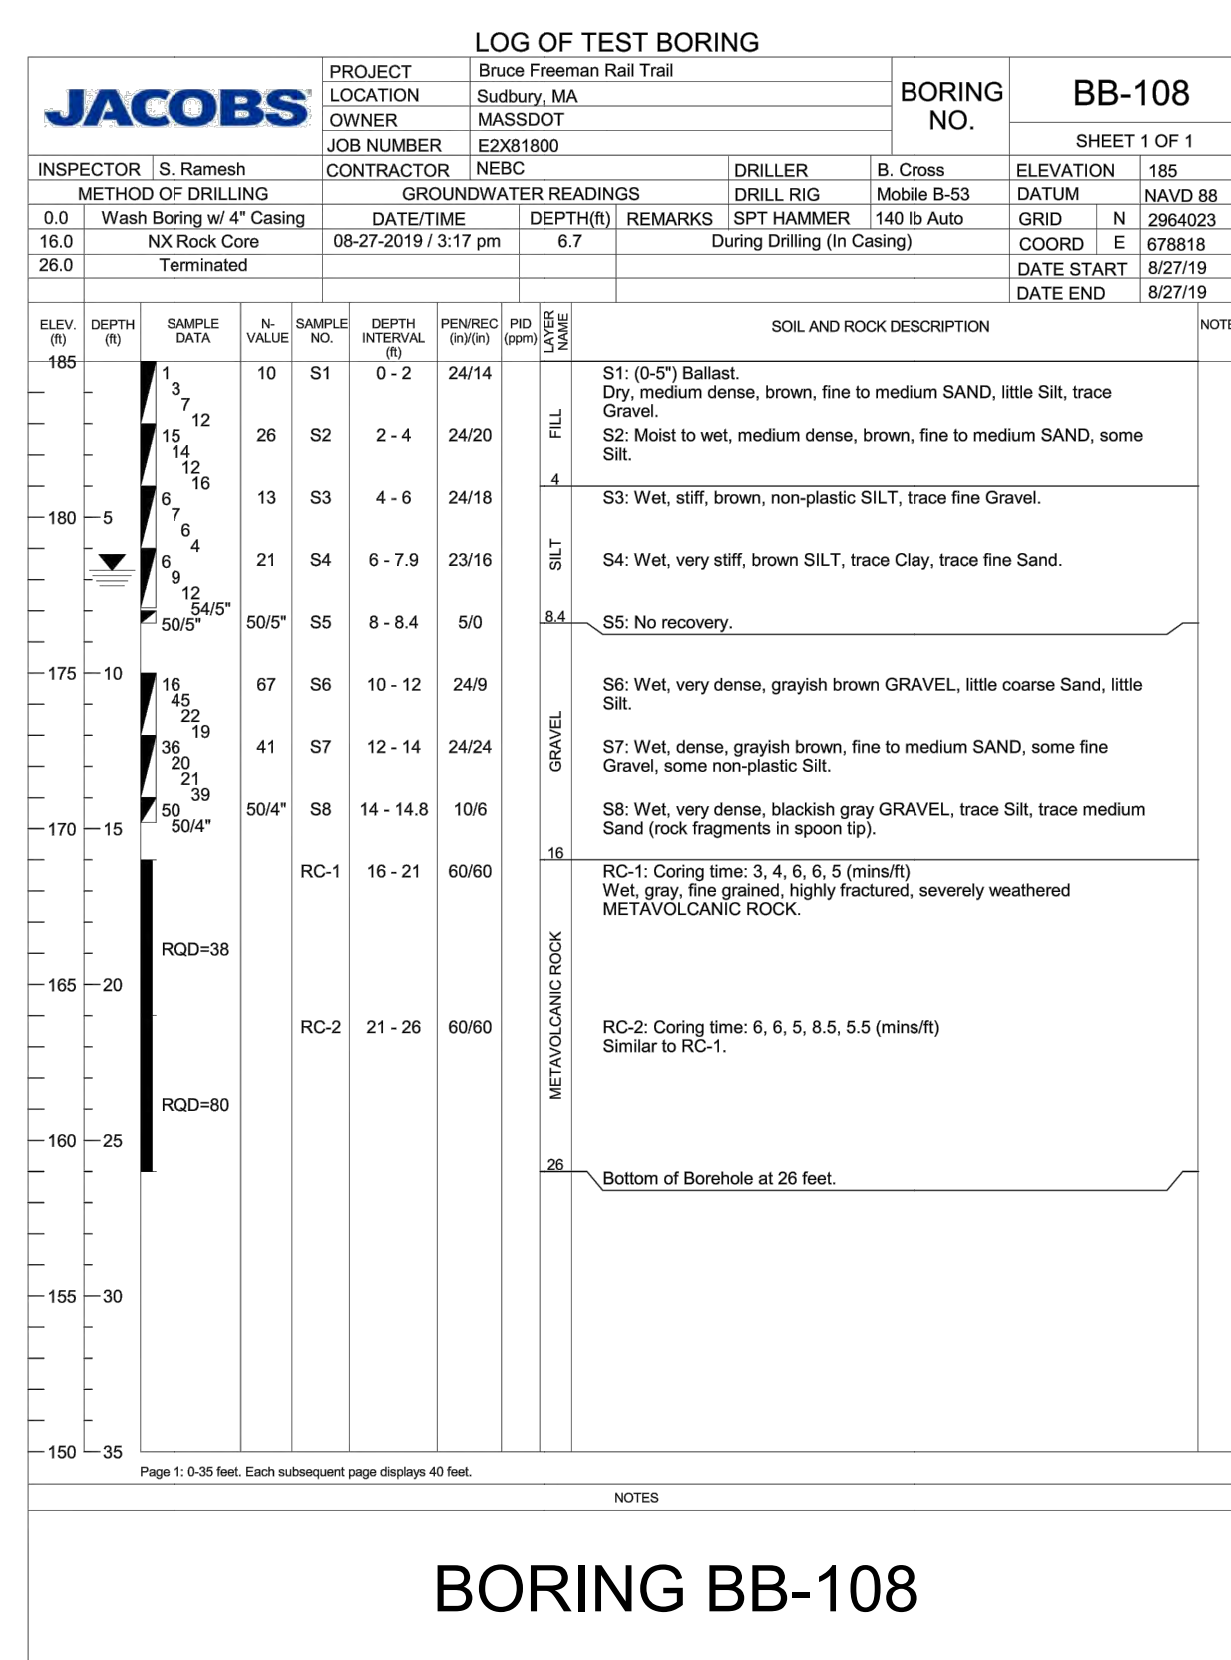 LOG OF TEST BORING
JACOBS
PROJECT Bruce Freeman Rail Trail
LOCATION Sudbury, MA
OWNER MASSDOT
JOB NUMBER E2X81800
BORING NO.
BB-108
SHEET 1 OF 1
INSPECTOR S. Ramesh CONTRACTOR NEBC DRILLER B. Cross ELEVATION 185
METHOD OF DRILLING GROUNDWATER READINGS DRILL RIG Mobile B-53 DATUM NAVD 88
0.0 Wash Boring w/ 4" Casing DATE/TIME DEPTH(ft) REMARKS SPT HAMMER 140 lb Auto GRID N 2964023
16.0 NX Rock Core 08-27-2019 / 3:17 pm 6.7 During Drilling (In Casing) COORD E 678818
26.0 Terminated DATE START 8/27/19
DATE END 8/27/19
ELEV. (ft) DEPTH (ft) SAMPLE DATA N-VALUE SAMPLE NO. DEPTH INTERVAL (ft) PEN/REC (in)/(in) PID (ppm) LAYER NAME SOIL AND ROCK DESCRIPTION NOTE
185
1 3 7 12 10 S1 0 - 2 24/14 S1: (0-5") Ballast.
Dry, medium dense, brown, fine to medium SAND, little Silt, trace
Gravel.
FILL
15 14 12 16 26 S2 2 - 4 24/20 S2: Moist to wet, medium dense, brown, fine to medium SAND, some
Silt.
4
6 7 6 4 13 S3 4 - 6 24/18 S3: Wet, stiff, brown, non-plastic SILT, trace fine Gravel.
180 5
SILT
6 9 12 54/5" 21 S4 6 - 7.9 23/16 S4: Wet, very stiff, brown SILT, trace Clay, trace fine Sand.
8.4
50/5" 50/5" S5 8 - 8.4 5/0 S5: No recovery.
175 10
16 45 22 19 67 S6 10 - 12 24/9 S6: Wet, very dense, grayish brown GRAVEL, little coarse Sand, little
Silt.
GRAVEL
36 20 21 39 41 S7 12 - 14 24/24 S7: Wet, dense, grayish brown, fine to medium SAND, some fine
Gravel, some non-plastic Silt.
50 50/4" 50/4" S8 14 - 14.8 10/6 S8: Wet, very dense, blackish gray GRAVEL, trace Silt, trace medium
Sand (rock fragments in spoon tip).
170 15
16
RC-1 16 - 21 60/60 RC-1: Coring time: 3, 4, 6, 6, 5 (mins/ft)
Wet, gray, fine grained, highly fractured, severely weathered
METAVOLCANIC ROCK.
RQD=38
METAVOLCANIC ROCK
165 20
RC-2 21 - 26 60/60 RC-2: Coring time: 6, 6, 5, 8.5, 5.5 (mins/ft)
Similar to RC-1.
RQD=80
160 25
26
Bottom of Borehole at 26 feet.
155 30
150 35
Page 1: 0-35 feet. Each subsequent page displays 40 feet.
NOTES
BORING BB-108